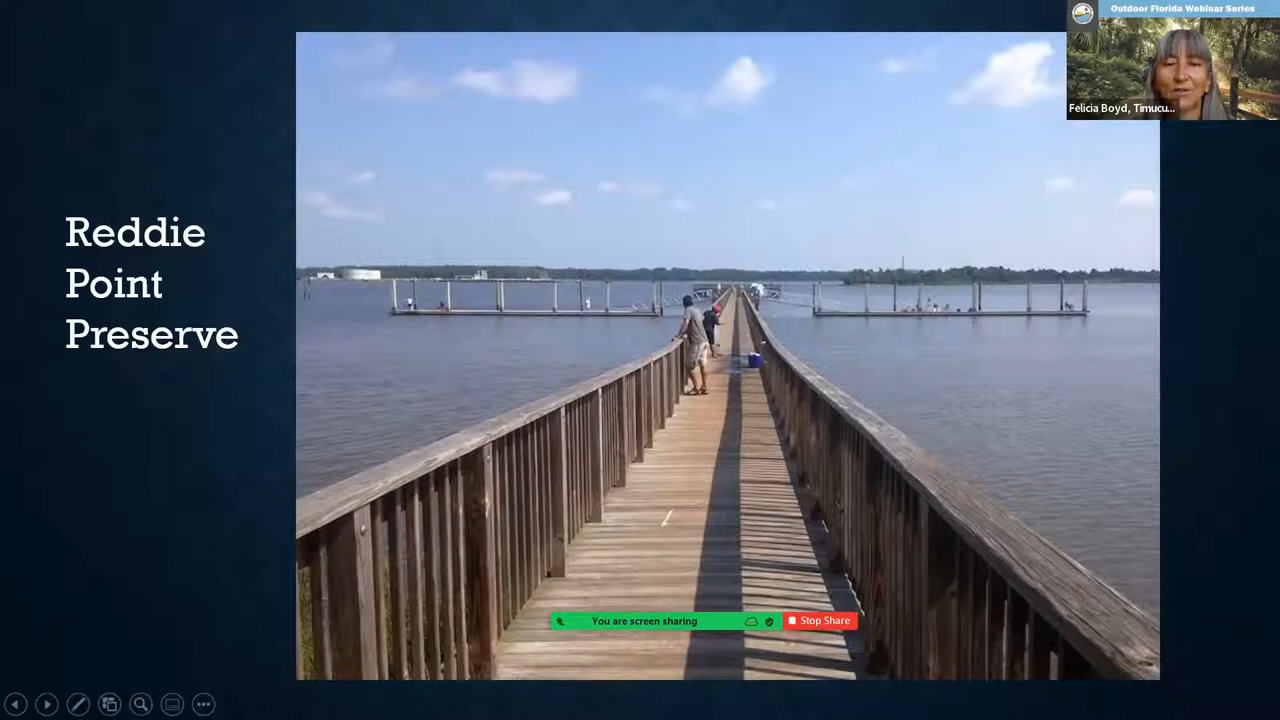 Outdoor Florida Webinar Series
Felicia Boyd, Timucu...
Reddie
Point
Preserve
You are screen sharing
Stop Share